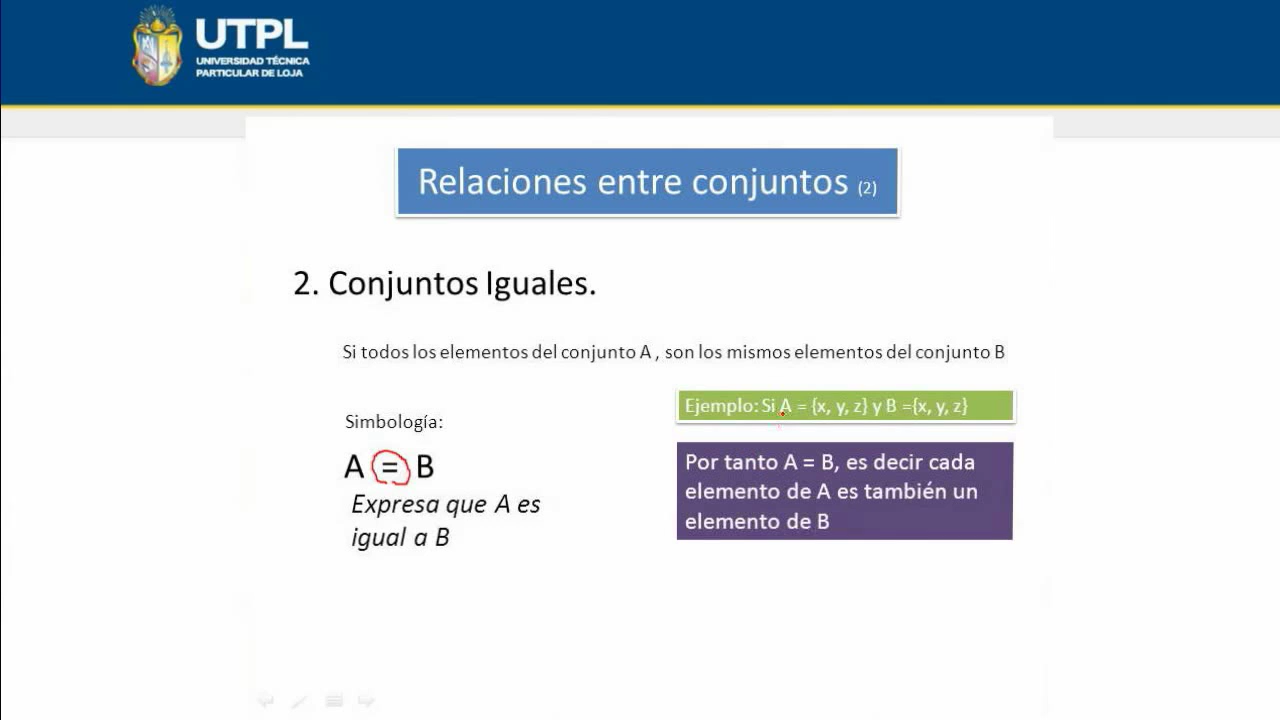 UTPL
UNIVERSIDAD TÉCNICA
PARTICULAR DE LOJA
Relaciones entre conjuntos (2)
2. Conjuntos Iguales.
Si todos los elementos del conjunto A , son los mismos elementos del conjunto B
Simbología:
A = B
Expresa que A es
igual a B
Ejemplo: Si A = {x, y, z} y B ={x, y, z}
Por tanto A = B, es decir cada
elemento de A es también un
elemento de B